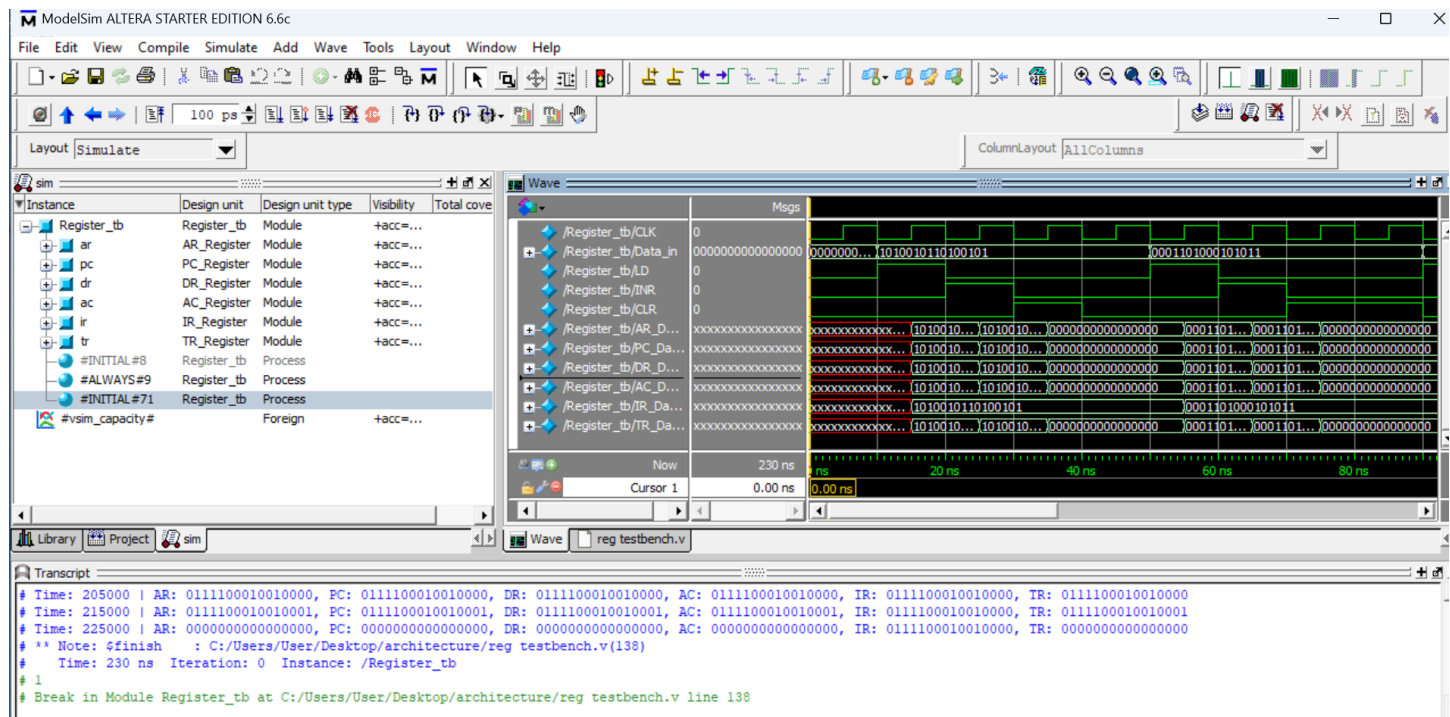 ModelSim ALTERA STARTER EDITION 6.6c
File Edit View Compile Simulate Add Wave Tools Layout Window Help
100 ps
Layout Simulate
ColumnLayout AllColumns
sim
Instance Design unit Design unit type Visibility Total cove
Register_tb Register_tb Module +acc=...
ar AR_Register Module +acc=...
pc PC_Register Module +acc=...
dr DR_Register Module +acc=...
ac AC_Register Module +acc=...
ir IR_Register Module +acc=...
tr TR_Register Module +acc=...
#INITIAL#8 Register_tb Process
#ALWAYS#9 Register_tb Process
#INITIAL#71 Register_tb Process
#vsim_capacity# Foreign +acc=...
Library Project sim
Wave
Msgs
/Register_tb/CLK 0
/Register_tb/Data_in 0000000000000000 0000000... 1010010110100101 0001101000101011
/Register_tb/LD 0
/Register_tb/INR 0
/Register_tb/CLR 0
/Register_tb/AR_D... xxxxxxxxxxxxxxxx xxxxxxxxxxxxx... 1010010... 1010010... 0000000000000000 0001101... 0001101... 0000000000000000
/Register_tb/PC_Da... xxxxxxxxxxxxxxxx xxxxxxxxxxxxx... 1010010... 1010010... 0000000000000000 0001101... 0001101... 0000000000000000
/Register_tb/DR_D... xxxxxxxxxxxxxxxx xxxxxxxxxxxxx... 1010010... 1010010... 0000000000000000 0001101... 0001101... 0000000000000000
/Register_tb/AC_D... xxxxxxxxxxxxxxxx xxxxxxxxxxxxx... 1010010... 1010010... 0000000000000000 0001101... 0001101... 0000000000000000
/Register_tb/IR_Da... xxxxxxxxxxxxxxxx xxxxxxxxxxxxx... 1010010110100101 0001101000101011
/Register_tb/TR_Da... xxxxxxxxxxxxxxxx xxxxxxxxxxxxx... 1010010... 1010010... 0000000000000000 0001101... 0001101... 0000000000000000
Now 230 ns ns 20 ns 40 ns 60 ns 80 ns
Cursor 1 0.00 ns 0.00 ns
Wave reg testbench.v
Transcript
# Time: 205000 | AR: 0111100010010000, PC: 0111100010010000, DR: 0111100010010000, AC: 0111100010010000, IR: 0111100010010000, TR: 0111100010010000
# Time: 215000 | AR: 0111100010010001, PC: 0111100010010001, DR: 0111100010010001, AC: 0111100010010001, IR: 0111100010010000, TR: 0111100010010001
# Time: 225000 | AR: 0000000000000000, PC: 0000000000000000, DR: 0000000000000000, AC: 0000000000000000, IR: 0111100010010000, TR: 0000000000000000
# ** Note: $finish : C:/Users/User/Desktop/architecture/reg testbench.v(138)
# Time: 230 ns Iteration: 0 Instance: /Register_tb
# 1
# Break in Module Register_tb at C:/Users/User/Desktop/architecture/reg testbench.v line 138